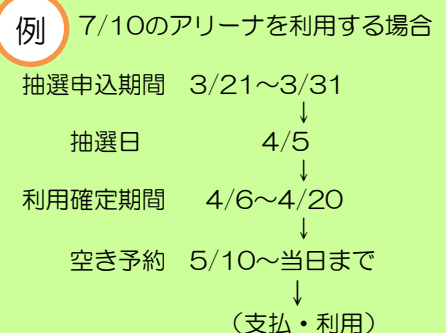 例 7/10のアリーナを利用する場合
抽選申込期間 3/21～3/31
↓
抽選日 4/5
↓
利用確定期間 4/6～4/20
↓
空き予約 5/10～当日まで
↓
（支払・利用）